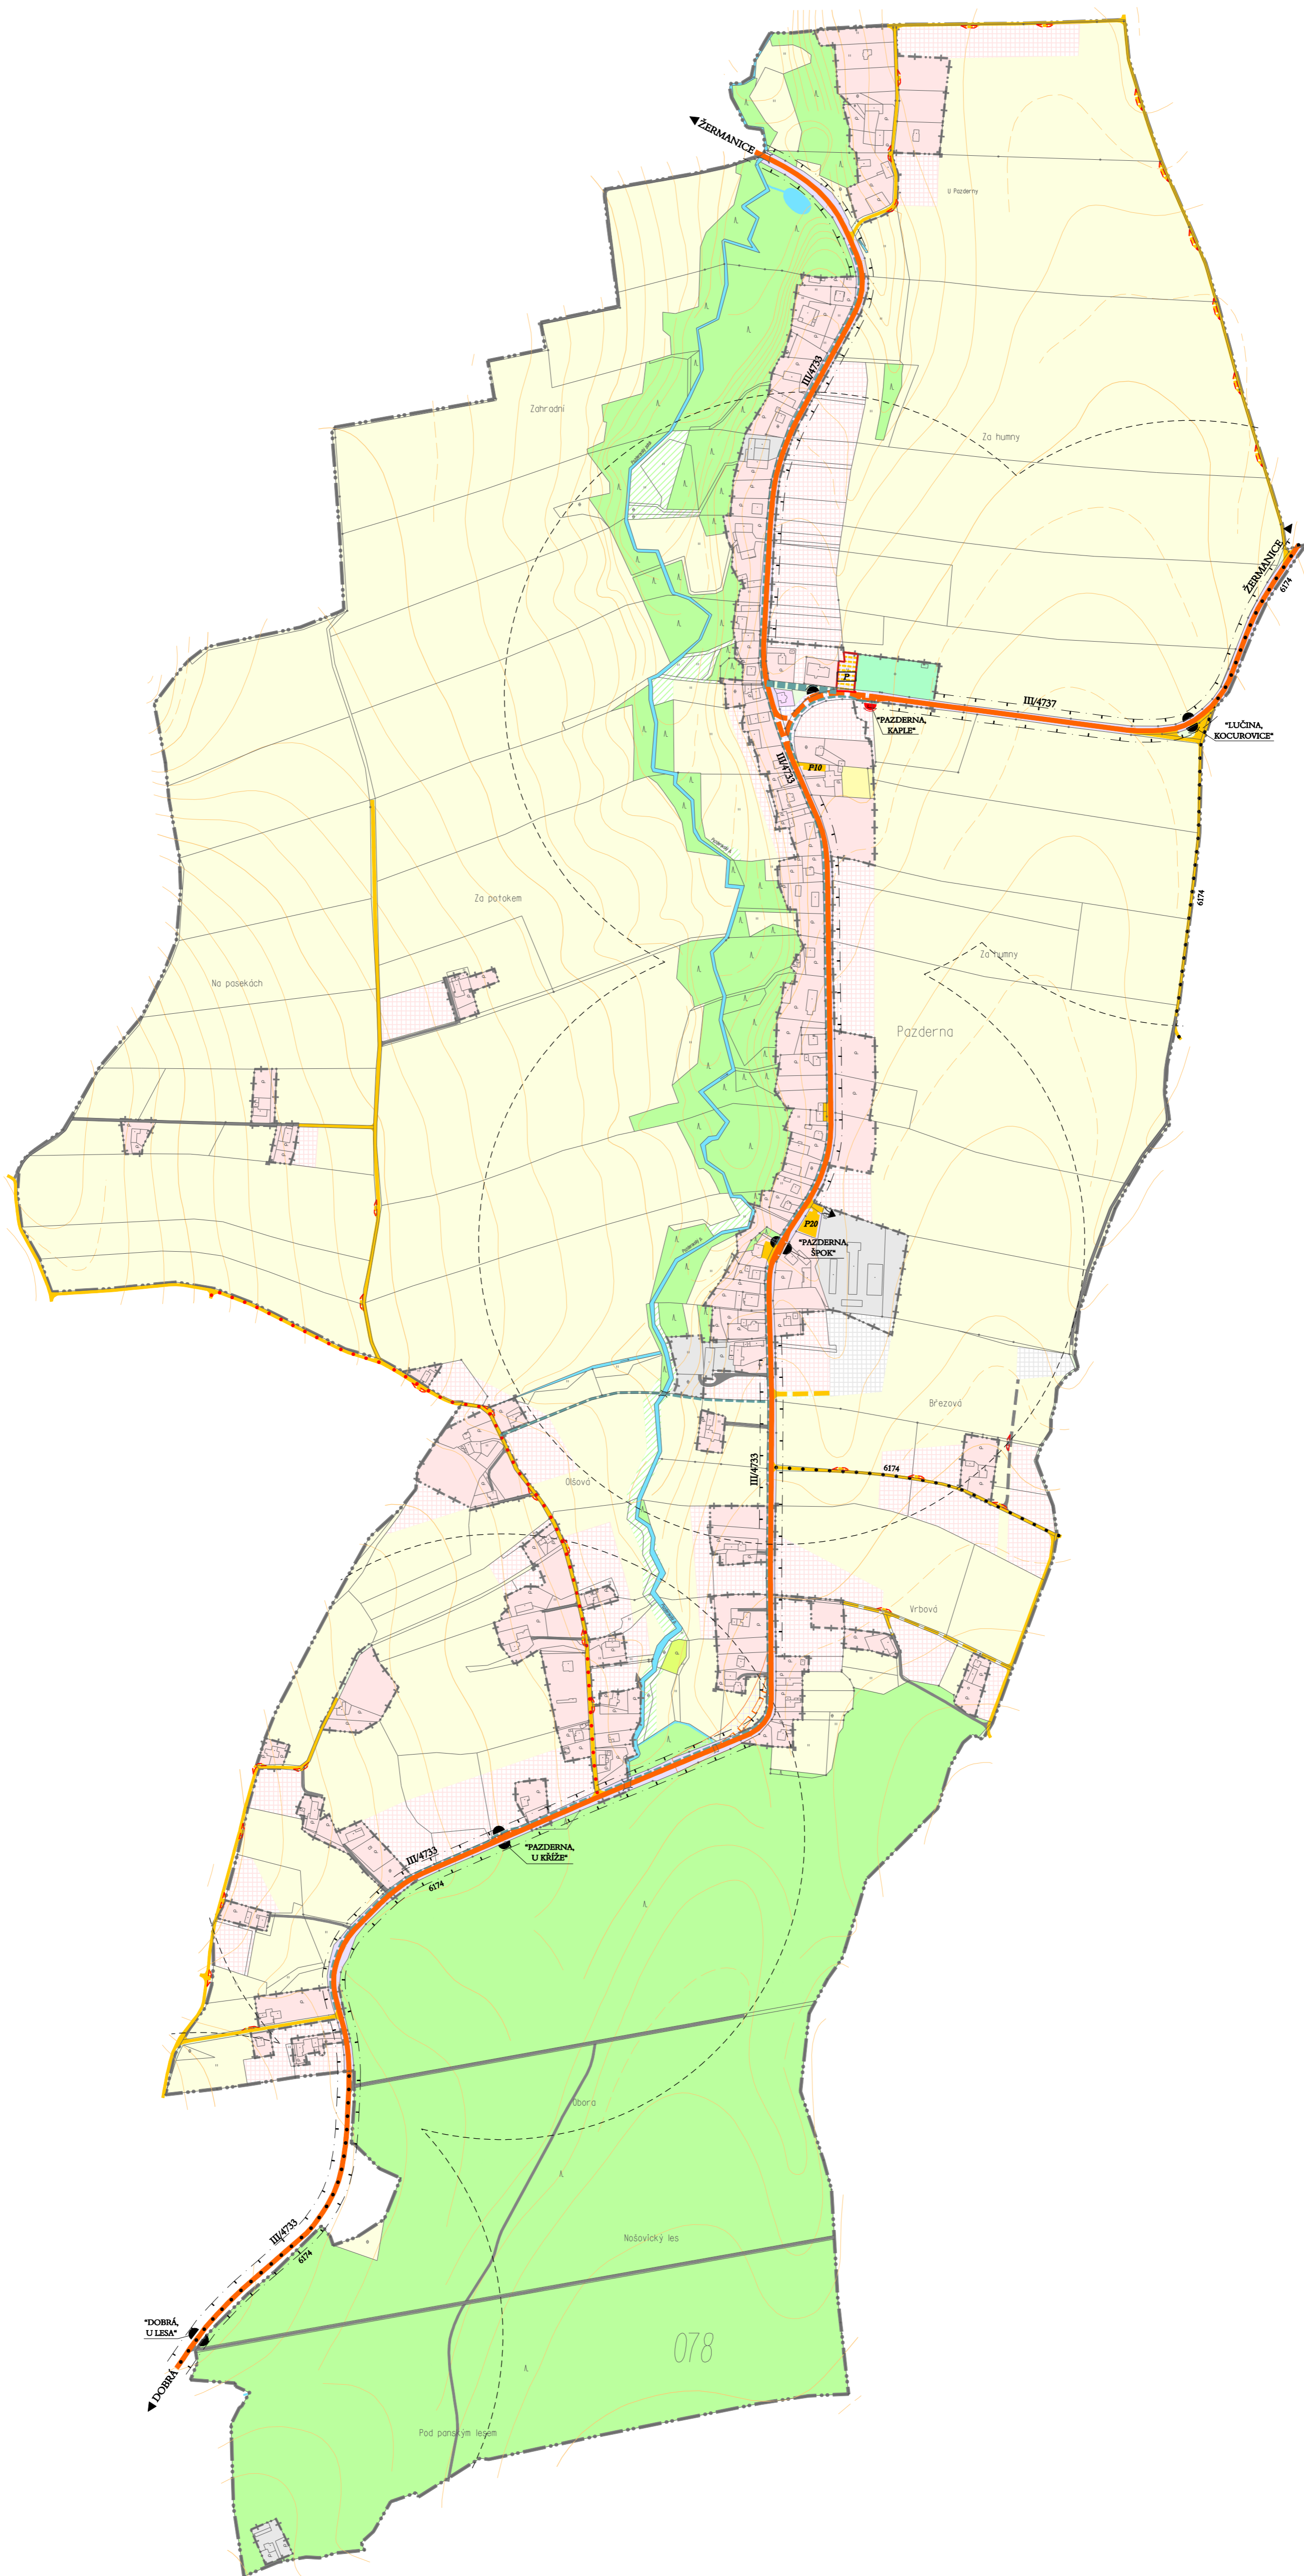 ŽERMANICE
U Pazderny
III/4733
Zahradní
Za humny
ŽERMANICE
6174
P
III/4737
"PAZDERNA,
KAPLE"
"LUČINA,
KOCUROVICE"
III/4733
P10
6174
Za potokem
Za humny
Na pasekách
Pazderna
P20
"PAZDERNA,
ŠPOK"
Březová
III/4733
6174
Olšová
Vrbová
"PAZDERNA,
U KŘÍŽE"
III/4733
6174
Obora
III/4733
6174
Nošovický les
"DOBRÁ,
U LESA"
078
DOBRÁ
Pod panským lesem